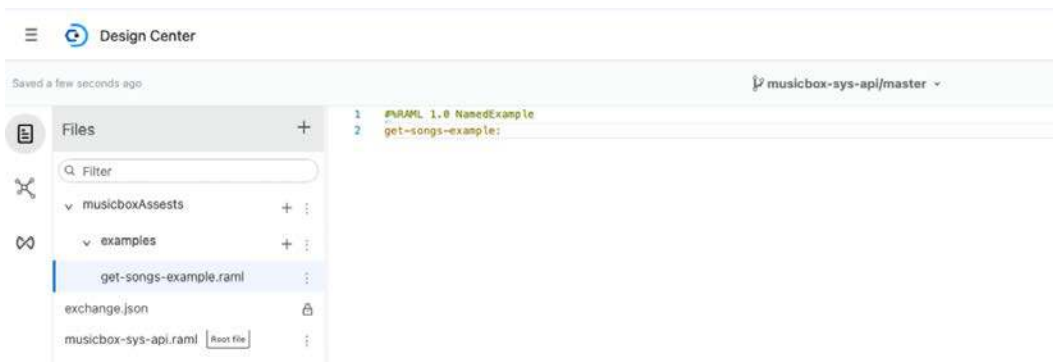 Design Center
Saved a few seconds ago
musicbox-sys-api/master
Files
Filter
musicboxAssests
examples
get-songs-example.raml
exchange.json
musicbox-sys-api.raml Root file
1 #%RAML 1.0 NamedExample
2 get-songs-example: